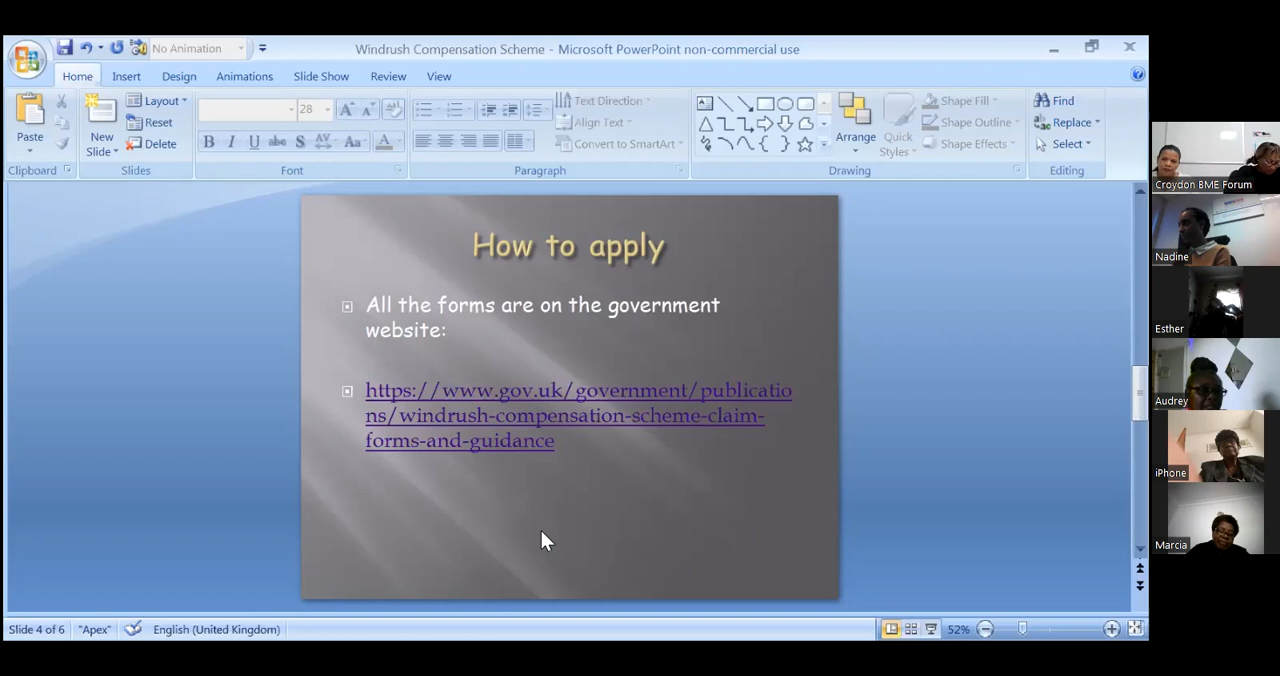 No Animation
Windrush Compensation Scheme - Microsoft PowerPoint non-commercial use
Home Insert Design Animations Slide Show Review View
Paste
New Slide
Layout
Reset
Delete
28
B I U abc S AV Aa A
Text Direction
Align Text
Convert to SmartArt
Arrange
Quick Styles
Shape Fill
Shape Outline
Shape Effects
Find
Replace
Select
Clipboard Slides Font Paragraph Drawing Editing
How to apply
All the forms are on the government
website:
https://www.gov.uk/government/publicatio
ns/windrush-compensation-scheme-claim-
forms-and-guidance
Croydon BME Forum
Nadine
Esther
Audrey
iPhone
Marcia
Slide 4 of 6 "Apex" English (United Kingdom) 52%